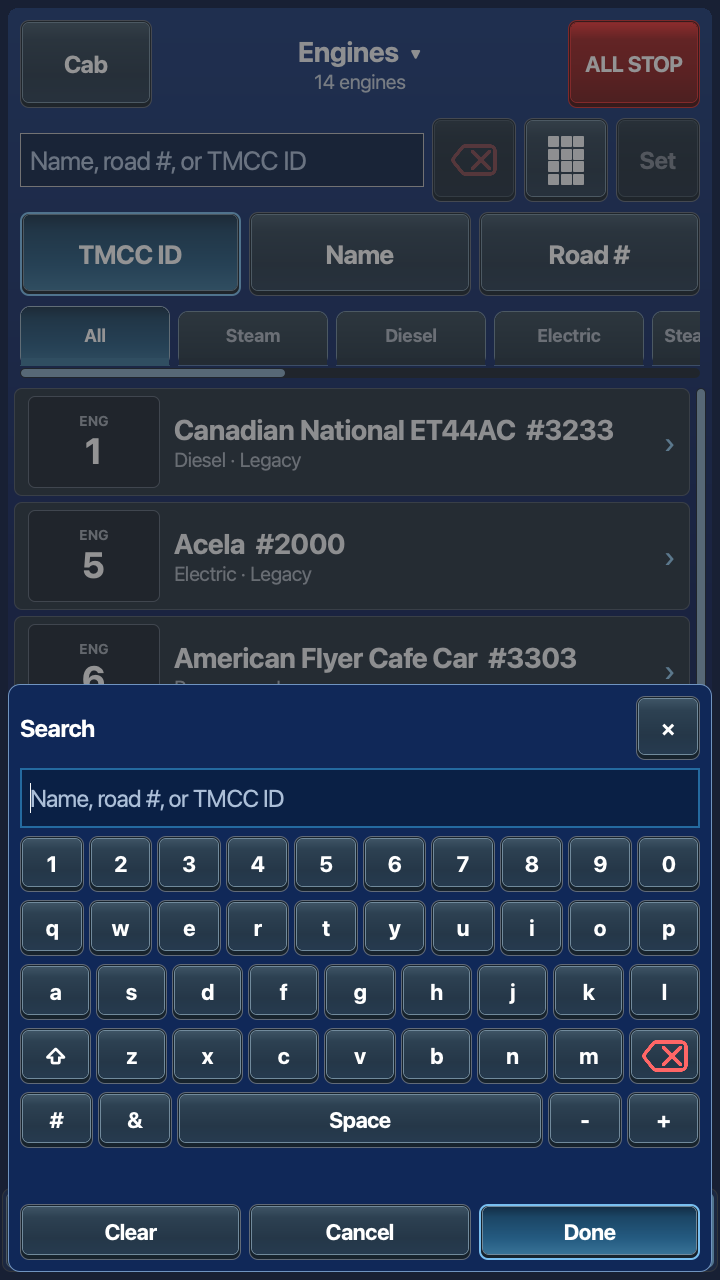 Cab
Engines ▼
14 engines
ALL STOP
Name, road #, or TMCC ID
Set
TMCC ID
Name
Road #
All
Steam
Diesel
Electric
Stea
ENG
1
Canadian National ET44AC #3233
Diesel · Legacy
›
ENG
5
Acela #2000
Electric · Legacy
›
ENG
6
American Flyer Cafe Car #3303
›
Search
×
Name, road #, or TMCC ID
1 2 3 4 5 6 7 8 9 0
q w e r t y u i o p
a s d f g h j k l
z x c v b n m
# & Space - +
Clear
Cancel
Done